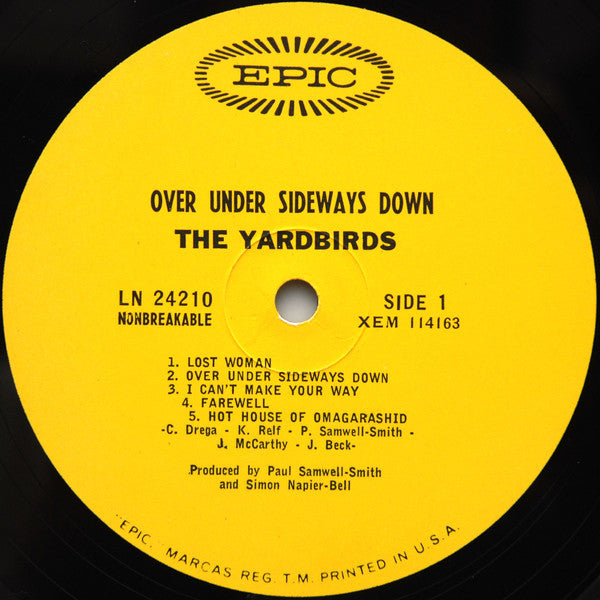 EPIC
OVER UNDER SIDEWAYS DOWN
THE YARDBIRDS
LN 24210
NONBREAKABLE
SIDE 1
XEM 114163
1. LOST WOMAN
2. OVER UNDER SIDEWAYS DOWN
3. I CAN'T MAKE YOUR WAY
4. FAREWELL
5. HOT HOUSE OF OMAGARASHID
-C. Drega - K. Relf - P. Samwell-Smith -
J. McCarthy - J. Beck-
Produced by Paul Samwell-Smith
and Simon Napier-Bell
"EPIC, MARCAS REG. T.M. PRINTED IN U.S.A.